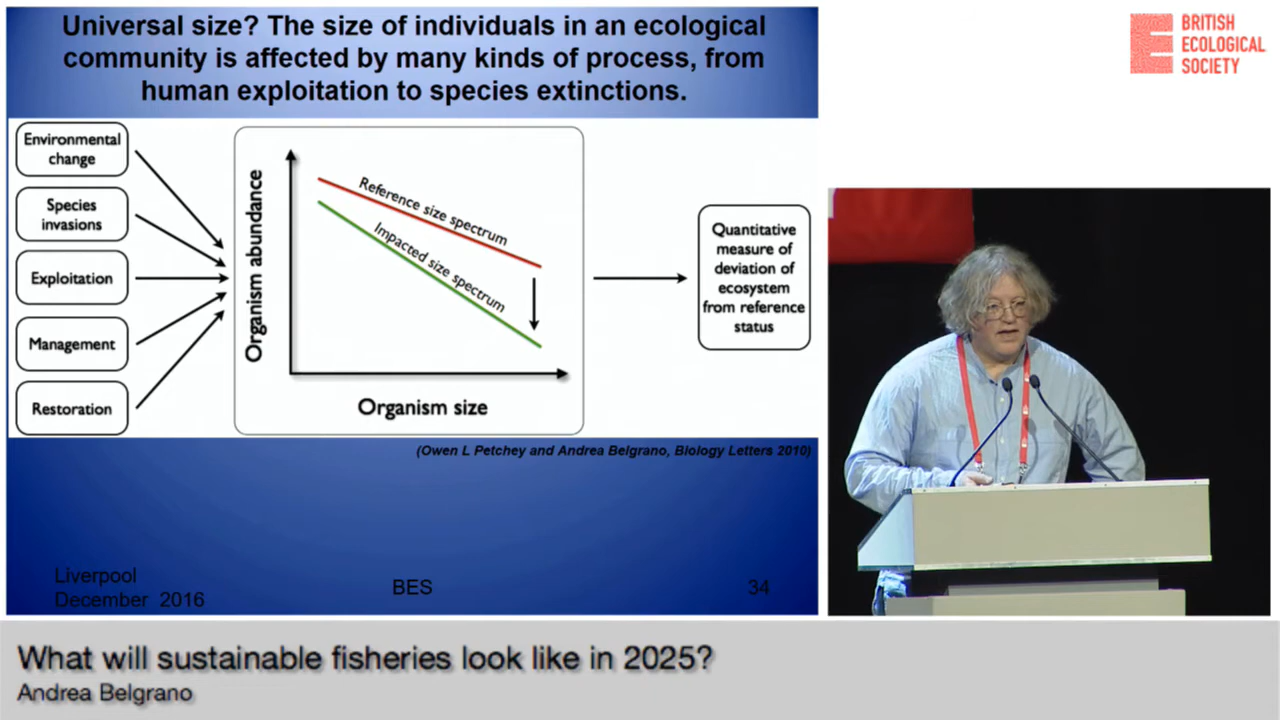 Universal size? The size of individuals in an ecological
community is affected by many kinds of process, from
human exploitation to species extinctions.
BRITISH
ECOLOGICAL
SOCIETY
Environmental
change
Species
invasions
Exploitation
Management
Restoration
Organism abundance
Reference size spectrum
Impacted size spectrum
Organism size
Quantitative
measure of
deviation of
ecosystem
from reference
status
(Owen L Petchey and Andrea Belgrano, Biology Letters 2010)
Liverpool
December 2016
BES
34
What will sustainable fisheries look like in 2025?
Andrea Belgrano